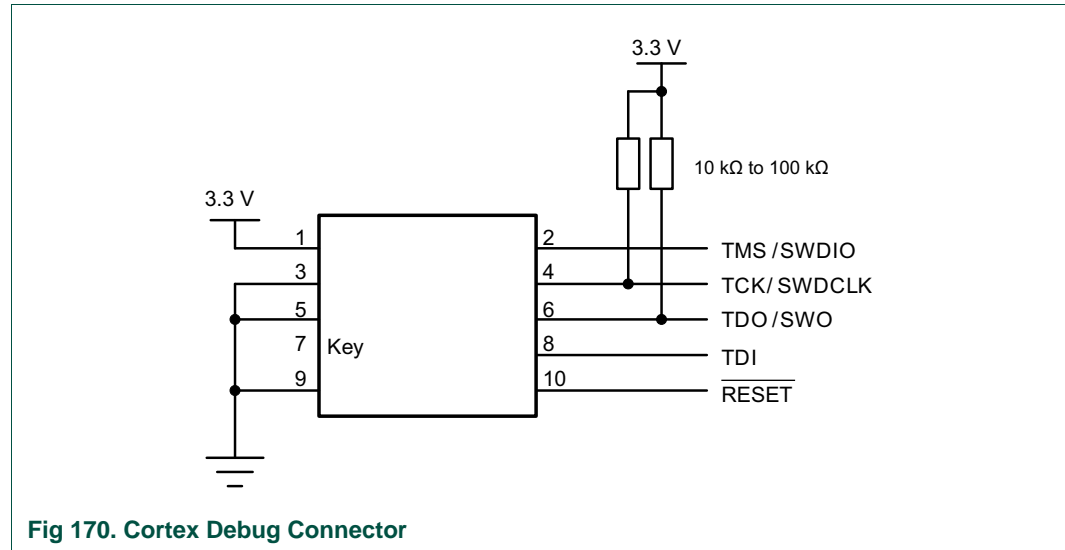 3.3 V
10 kΩ to 100 kΩ
3.3 V
1
2
TMS /SWDIO
3
4
TCK/ SWDCLK
5
6
TDO /SWO
7
Key
8
TDI
9
10
RESET
Fig 170. Cortex Debug Connector